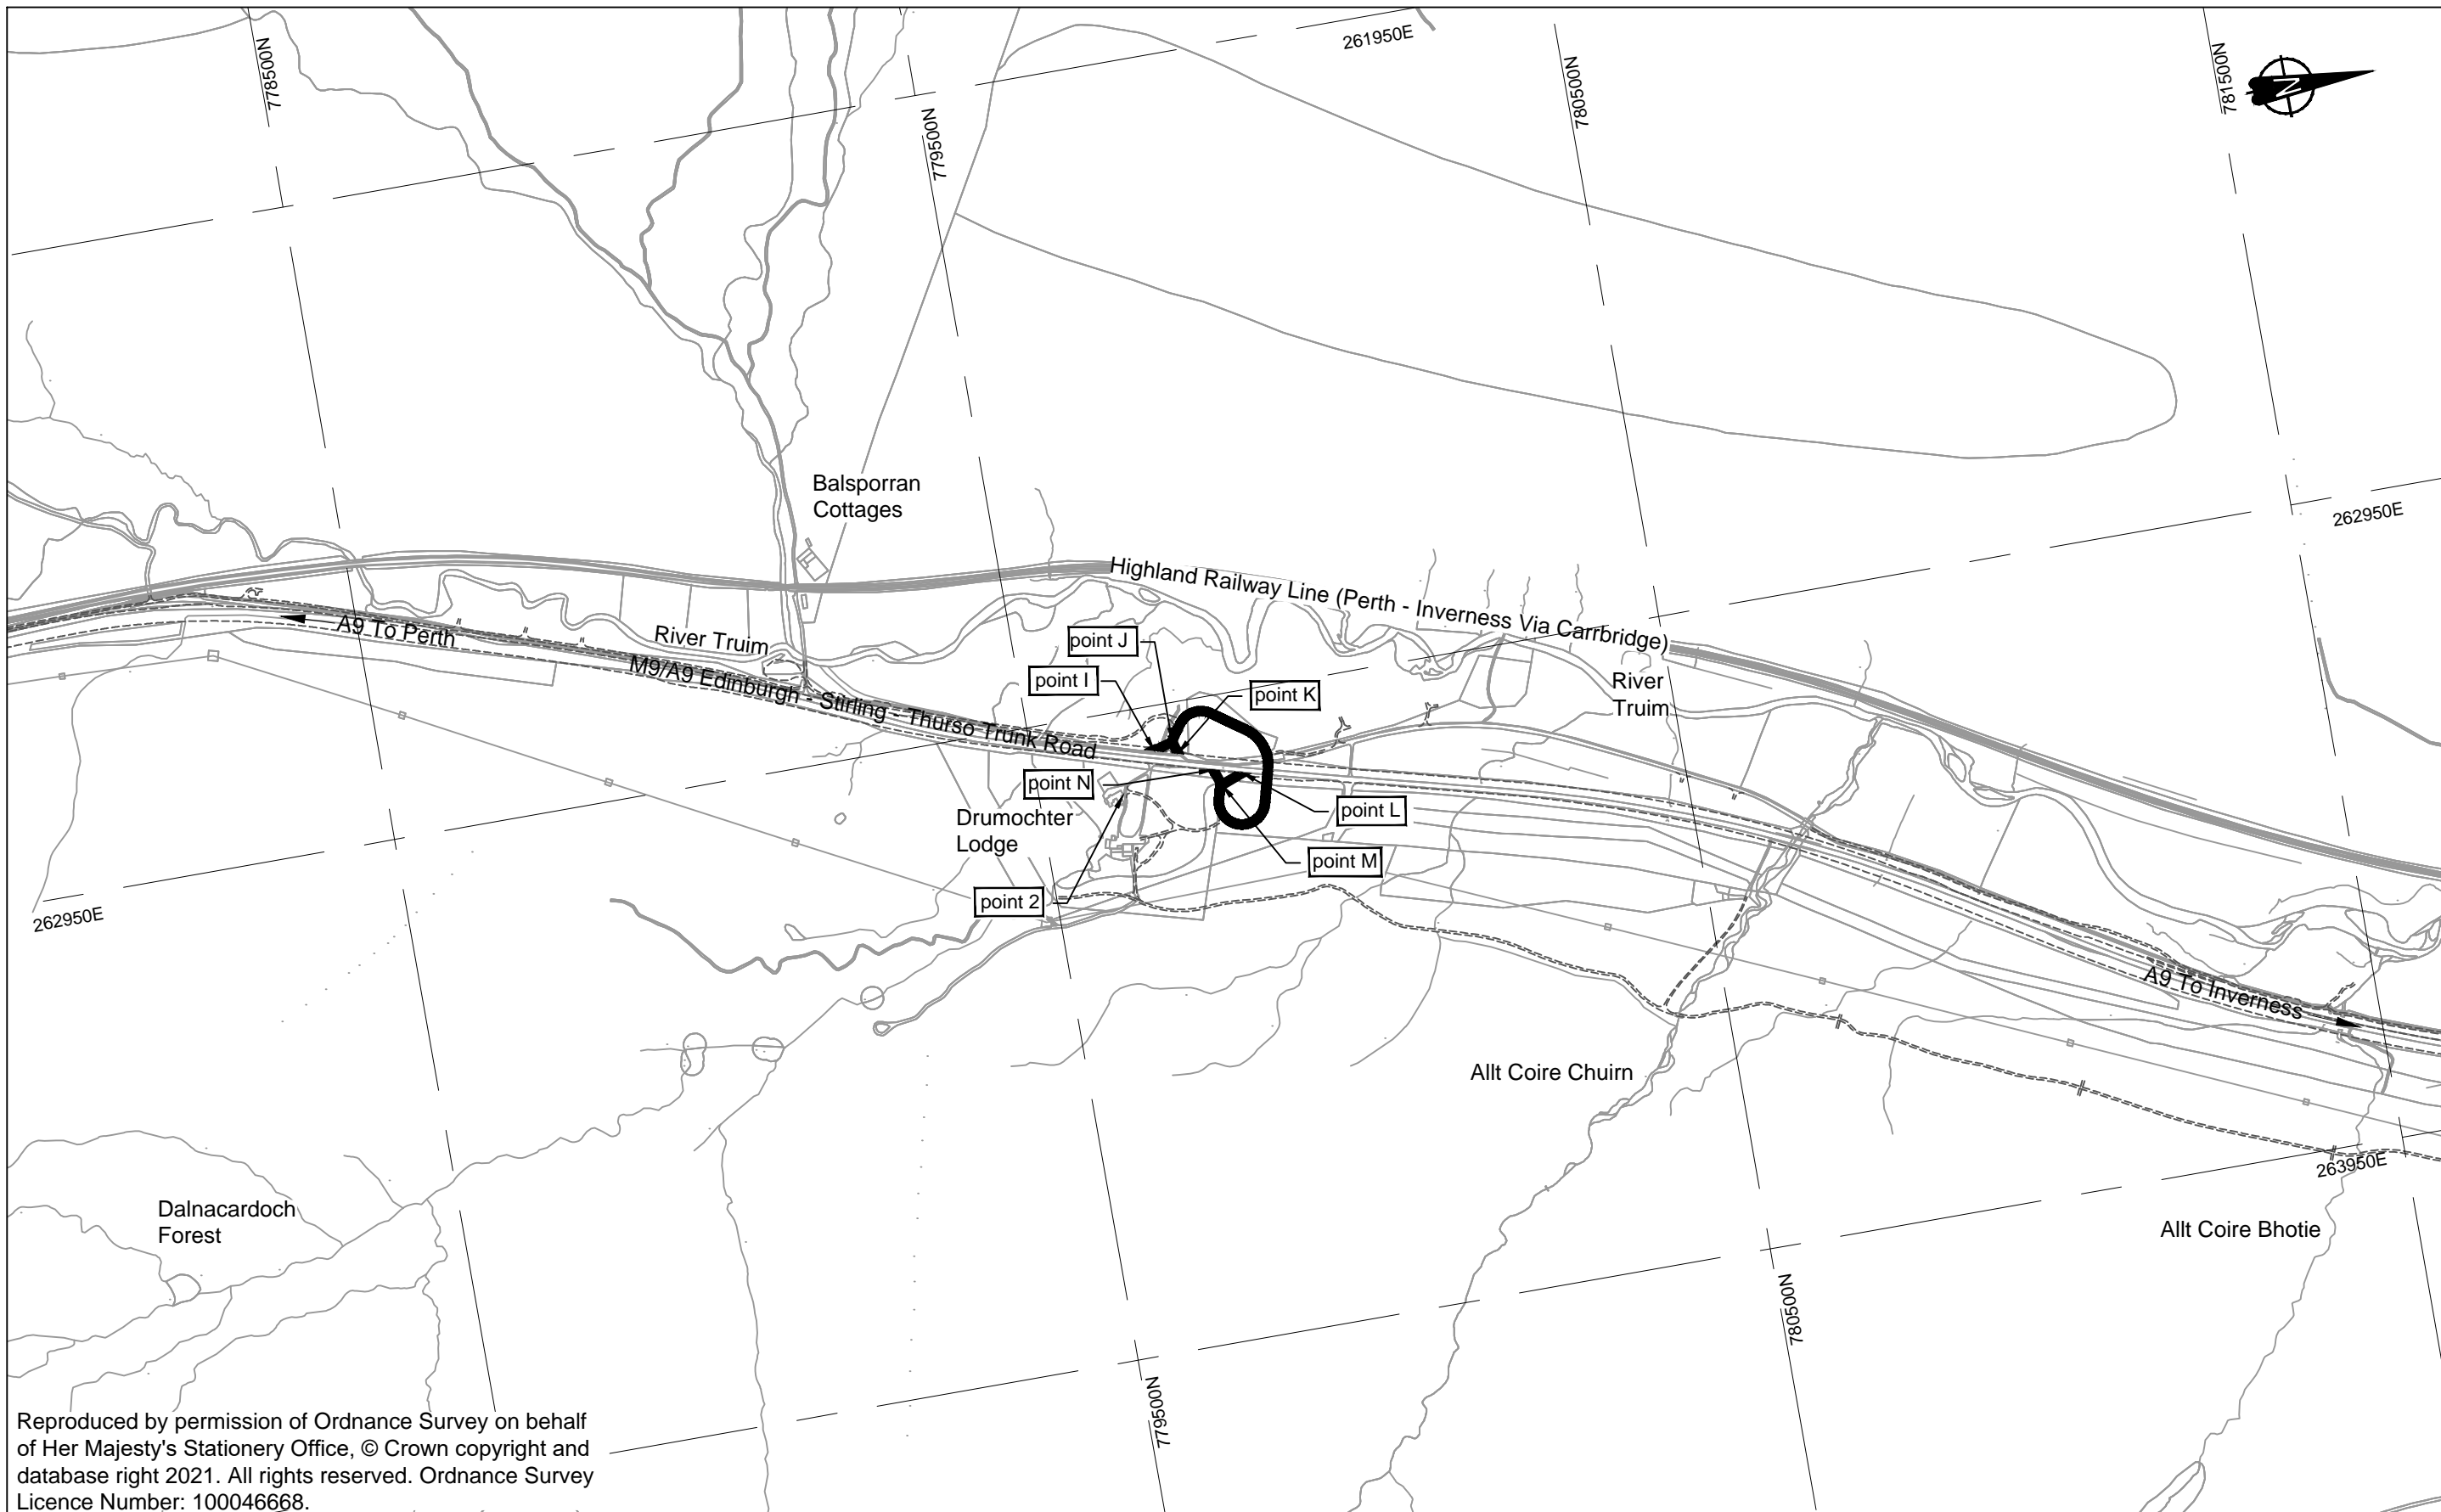 261950E
778500N
779500N
780500N
781500N
N
Balsporran
Cottages
262950E
Highland Railway Line (Perth - Inverness Via Carrbridge)
A9 To Perth
River Truim
M9/A9 Edinburgh - Stirling - Thurso Trunk Road
point J
point I
point K
River
Truim
point N
point L
Drumochter
Lodge
point M
point 2
262950E
A9 To Inverness
Allt Coire Chuirn
263950E
Dalnacardoch
Forest
Allt Coire Bhotie
780500N
779500N
Reproduced by permission of Ordnance Survey on behalf
of Her Majesty's Stationery Office, © Crown copyright and
database right 2021. All rights reserved. Ordnance Survey
Licence Number: 100046668.